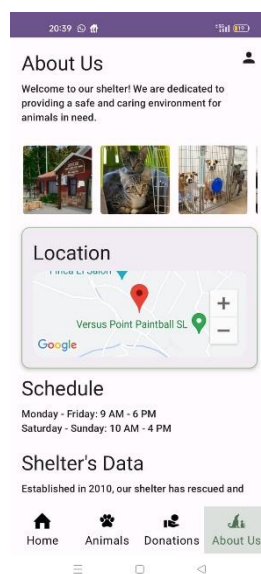 20:39
About Us
Welcome to our shelter! We are dedicated to
providing a safe and caring environment for
animals in need.
Location
Finca El Salón
Versus Point Paintball SL
+
−
Google
Schedule
Monday - Friday: 9 AM - 6 PM
Saturday - Sunday: 10 AM - 4 PM
Shelter's Data
Established in 2010, our shelter has rescued and
Home Animals Donations About Us